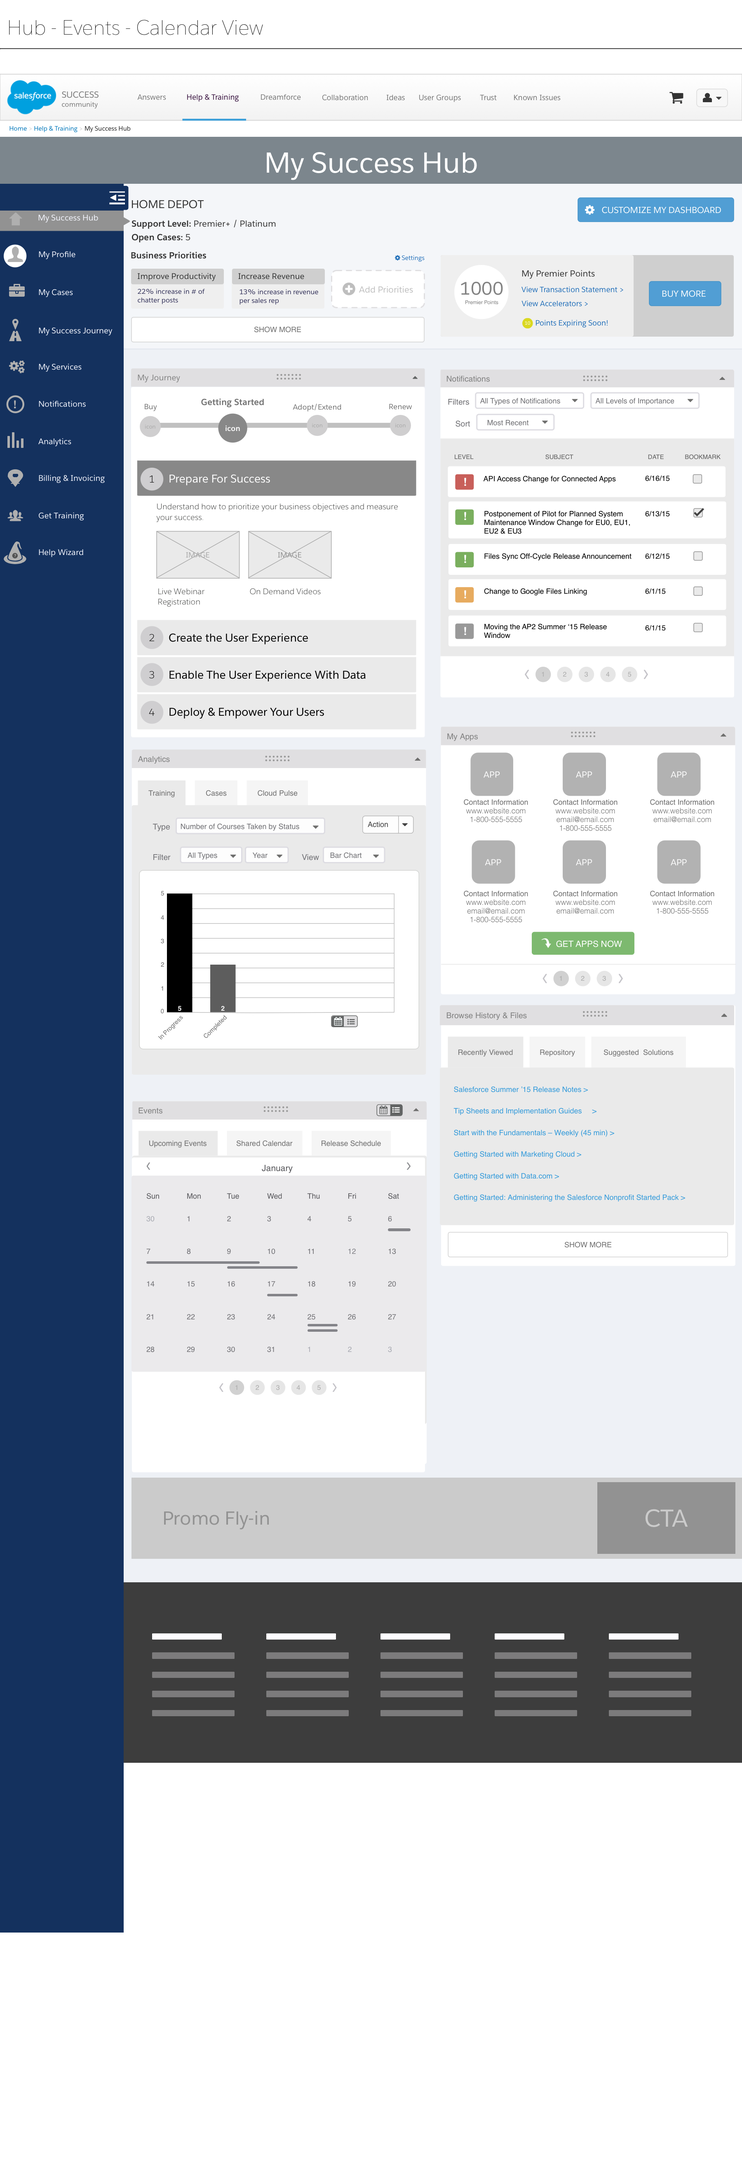 Hub - Events - Calendar View
salesforce
SUCCESS
community
Answers
Help & Training
Dreamforce
Collaboration
Ideas
User Groups
Trust
Known Issues
Home
Help & Training
My Success Hub
My Success Hub
My Success Hub
My Profile
My Cases
My Success Journey
My Services
Notifications
Analytics
Billing & Invoicing
Get Training
Help Wizard
HOME DEPOT
Support Level: Premier+ / Platinum
Open Cases: 5
CUSTOMIZE MY DASHBOARD
Business Priorities
Settings
Improve Productivity
22% increase in # of
chatter posts
Increase Revenue
13% increase in revenue
per sales rep
Add Priorities
SHOW MORE
1000
Premier Points
My Premier Points
View Transaction Statement >
View Accelerators >
Points Expiring Soon!
BUY MORE
My Journey
Buy
Getting Started
Adopt/Extend
Renew
icon
1
Prepare For Success
Understand how to prioritize your business objectives and measure
your success.
IMAGE
IMAGE
Live Webinar
Registration
On Demand Videos
2
Create the User Experience
3
Enable The User Experience With Data
4
Deploy & Empower Your Users
Notifications
Filters
All Types of Notifications
All Levels of Importance
Sort
Most Recent
LEVEL
SUBJECT
DATE
BOOKMARK
!
API Access Change for Connected Apps
6/16/15
!
Postponement of Pilot for Planned System
Maintenance Window Change for EU0, EU1,
EU2 & EU3
6/13/15
!
Files Sync Off-Cycle Release Announcement
6/12/15
!
Change to Google Files Linking
6/1/15
!
Moving the AP2 Summer '15 Release
Window
6/1/15
1 2 3 4 5
Analytics
Training
Cases
Cloud Pulse
Type
Number of Courses Taken by Status
Action
Filter
All Types
Year
View
Bar Chart
5
4
3
2
1
0
5
2
In Progress
Completed
My Apps
APP
APP
APP
Contact Information
www.website.com
1-800-555-5555
Contact Information
www.website.com
email@email.com
1-800-555-5555
Contact Information
www.website.com
email@email.com
APP
APP
APP
Contact Information
www.website.com
email@email.com
1-800-555-5555
Contact Information
www.website.com
email@email.com
Contact Information
www.website.com
1-800-555-5555
GET APPS NOW
1 2 3
Browse History & Files
Recently Viewed
Repository
Suggested Solutions
Salesforce Summer '15 Release Notes >
Tip Sheets and Implementation Guides >
Start with the Fundamentals – Weekly (45 min) >
Getting Started with Marketing Cloud >
Getting Started with Data.com >
Getting Started: Administering the Salesforce Nonprofit Started Pack >
SHOW MORE
Events
Upcoming Events
Shared Calendar
Release Schedule
January
Sun Mon Tue Wed Thu Fri Sat
30 1 2 3 4 5 6
7 8 9 10 11 12 13
14 15 16 17 18 19 20
21 22 23 24 25 26 27
28 29 30 31 1 2 3
1 2 3 4 5
Promo Fly-in
CTA